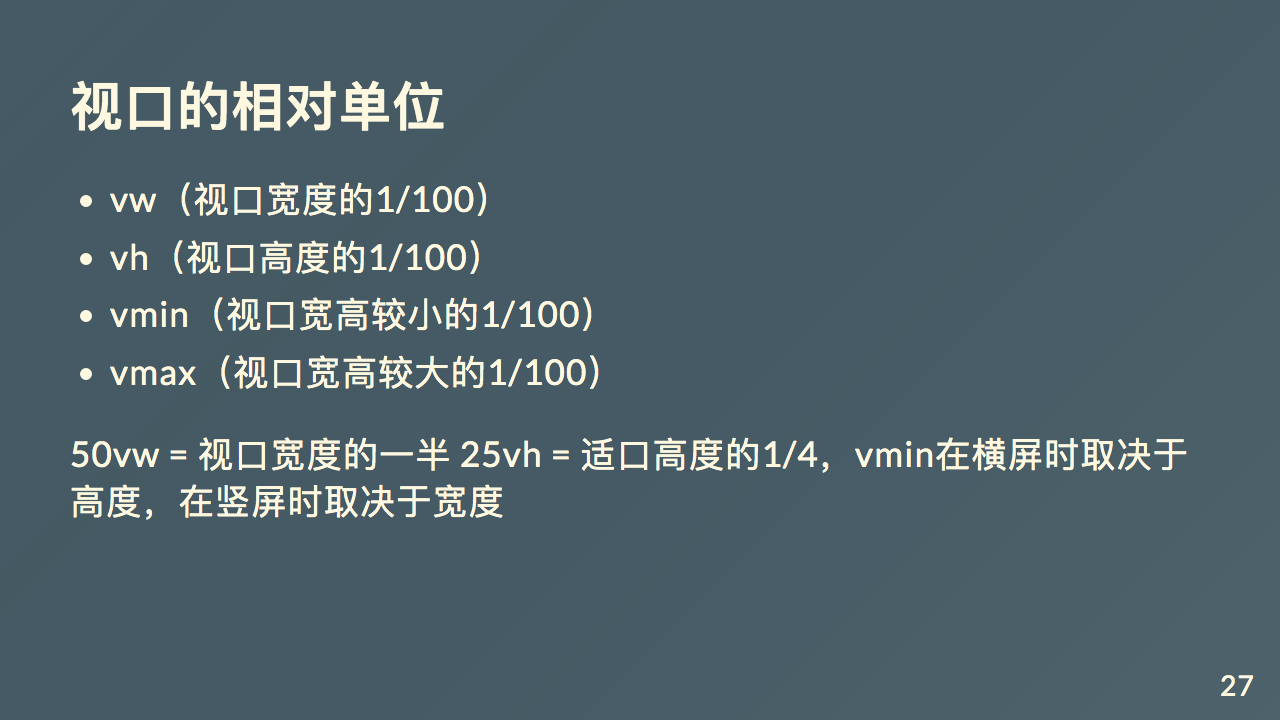 视口的相对单位
• vw（视口宽度的1/100）
• vh（视口高度的1/100）
• vmin（视口宽高较小的1/100）
• vmax（视口宽高较大的1/100）
50vw = 视口宽度的一半 25vh = 适口高度的1/4，vmin在横屏时取决于
高度，在竖屏时取决于宽度
27